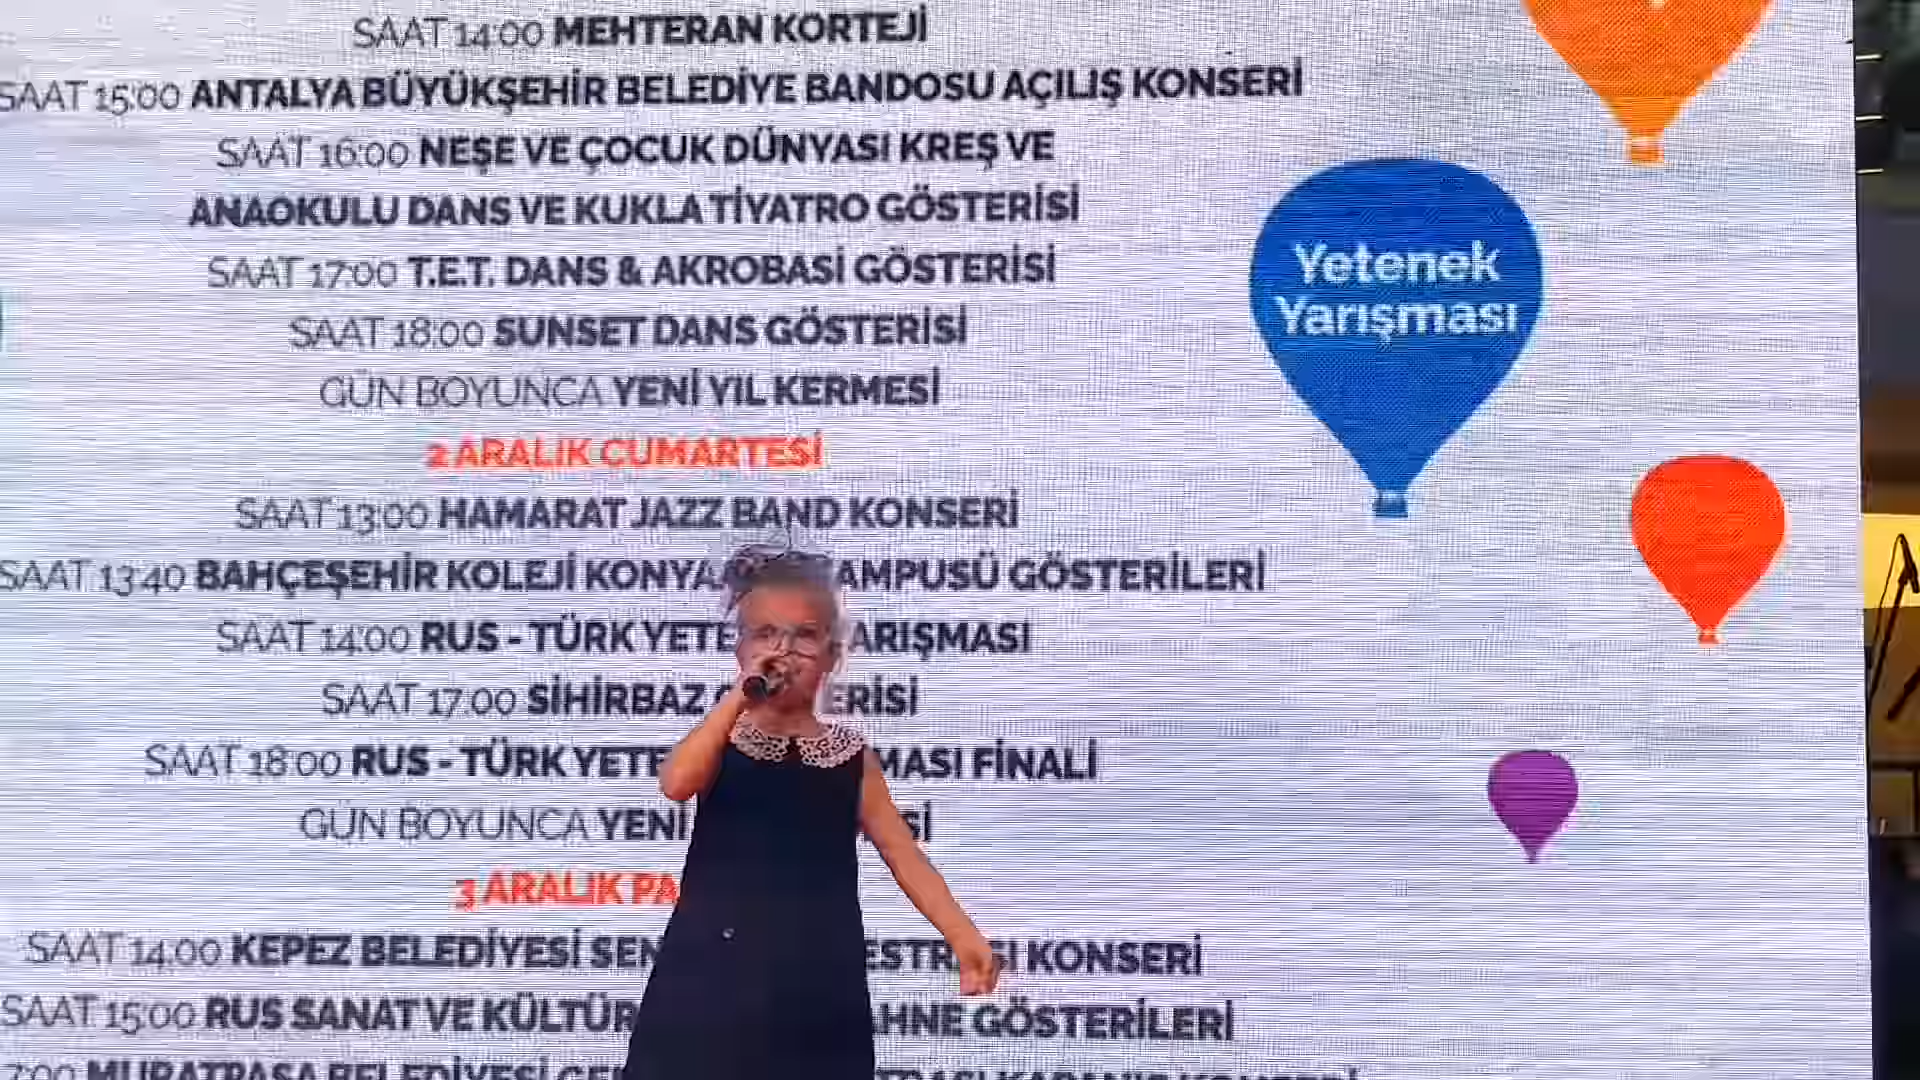 SAAT 14:00 MEHTERAN KORTEJİ
SAAT 15:00 ANTALYA BÜYÜKŞEHİR BELEDİYE BANDOSU AÇILIŞ KONSERİ
SAAT 16:00 NEŞE VE ÇOCUK DÜNYASI KREŞ VE
ANAOKULU DANS VE KUKLA TİYATRO GÖSTERİSİ
SAAT 17:00 T.E.T. DANS & AKROBASİ GÖSTERİSİ
SAAT 18:00 SUNSET DANS GÖSTERİSİ
GÜN BOYUNCA YENİ YIL KERMESİ
2 ARALIK CUMARTESİ
SAAT 13:00 HAMARAT JAZZ BAND KONSERİ
SAAT 13:40 BAHÇEŞEHİR KOLEJİ GÖSTERİLERİ
SAAT 14:00 RUS - TÜRK
SAAT 17:00 SİHİRBAZ
SAAT 18:00 RUS - TÜRK FİNALİ
GÜN BOYUNCA YENİ
3 ARALIK
SAAT 14:00 KEPEZ BELEDİYESİ KONSERİ
SAAT 15:00 RUS SANAT VE KÜLTÜR GÖSTERİLERİ
MURATPAŞA BELEDİYESİ
Yetenek
Yarışması